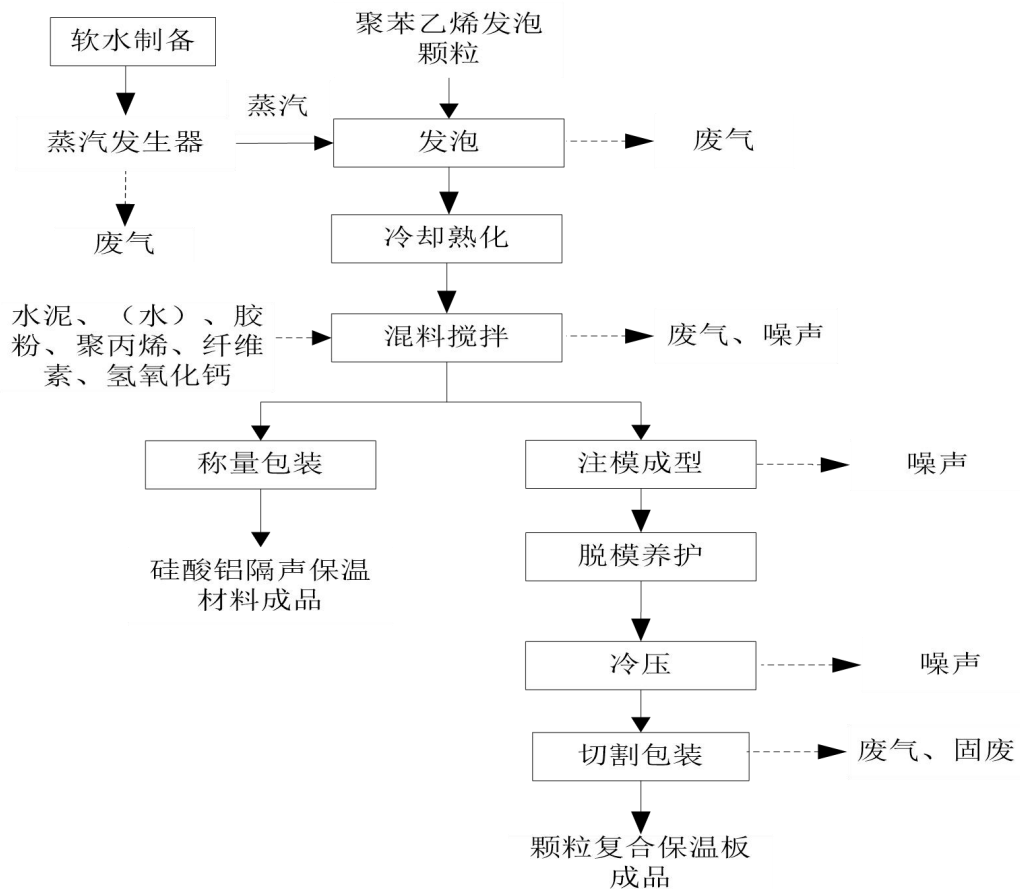 软水制备
聚苯乙烯发泡
颗粒
蒸汽
蒸汽发生器
发泡
废气
废气
冷却熟化
水泥、（水）、胶
粉、聚丙烯、纤维
素、氢氧化钙
混料搅拌
废气、噪声
称量包装
注模成型
噪声
硅酸铝隔声保温
材料成品
脱模养护
冷压
噪声
切割包装
废气、固废
颗粒复合保温板
成品